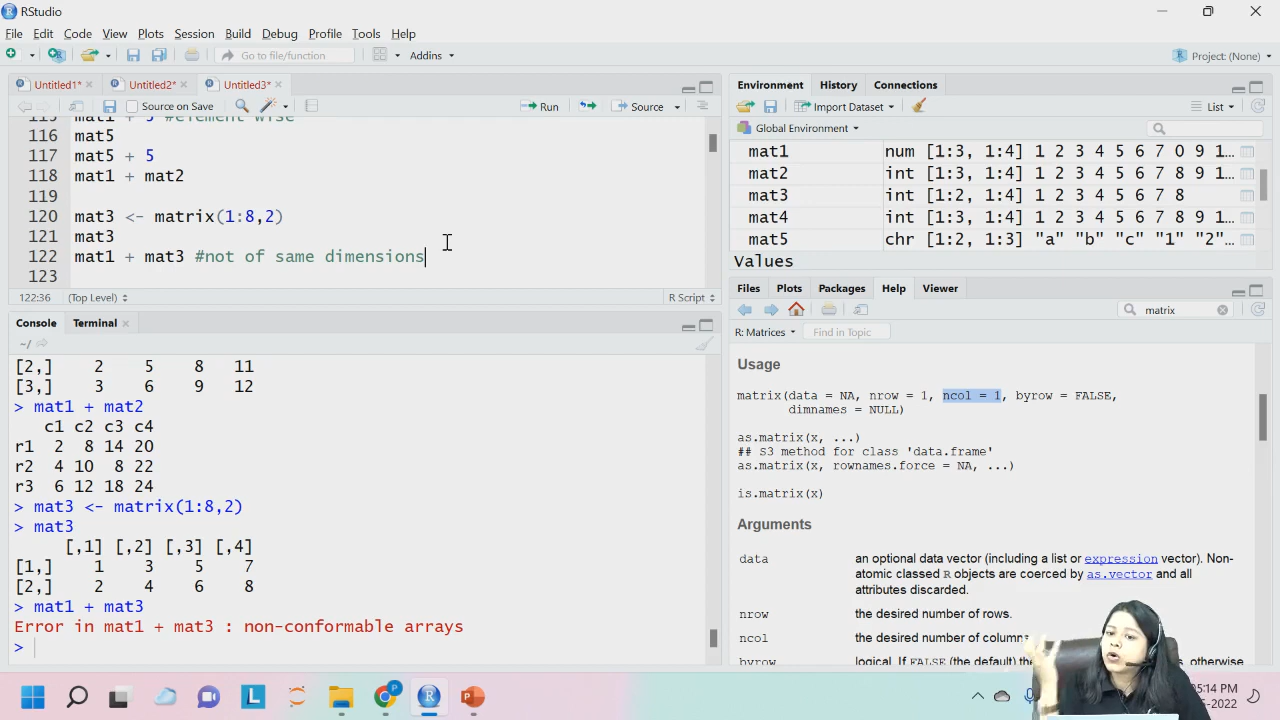 RStudio
File Edit Code View Plots Session Build Debug Profile Tools Help
Go to file/function Addins Project: (None)
Untitled1* Untitled2* Untitled3*
Source on Save Run Source
115 mat1 + 5 #element wise
116 mat5
117 mat5 + 5
118 mat1 + mat2
119
120 mat3 <- matrix(1:8,2)
121 mat3
122 mat1 + mat3 #not of same dimensions
123
122:36 (Top Level) R Script
Console Terminal
~/
[2,] 2 5 8 11
[3,] 3 6 9 12
> mat1 + mat2
c1 c2 c3 c4
r1 2 8 14 20
r2 4 10 8 22
r3 6 12 18 24
> mat3 <- matrix(1:8,2)
> mat3
[,1] [,2] [,3] [,4]
[1,] 1 3 5 7
[2,] 2 4 6 8
> mat1 + mat3
Error in mat1 + mat3 : non-conformable arrays
>
Environment History Connections
Import Dataset List
Global Environment
mat1 num [1:3, 1:4] 1 2 3 4 5 6 7 0 9 1…
mat2 int [1:3, 1:4] 1 2 3 4 5 6 7 8 9 1…
mat3 int [1:2, 1:4] 1 2 3 4 5 6 7 8
mat4 int [1:3, 1:4] 1 2 3 4 5 6 7 8 9 1…
mat5 chr [1:2, 1:3] "a" "b" "c" "1" "2"…
Values
Files Plots Packages Help Viewer
matrix
R: Matrices Find in Topic
Usage
matrix(data = NA, nrow = 1, ncol = 1, byrow = FALSE,
dimnames = NULL)
as.matrix(x, ...)
## S3 method for class 'data.frame'
as.matrix(x, rownames.force = NA, ...)
is.matrix(x)
Arguments
data an optional data vector (including a list or expression vector). Non-
atomic classed R objects are coerced by as.vector and all
attributes discarded.
nrow the desired number of rows.
ncol the desired number of columns
byrow logical. If FALSE (the default) the otherwise
05:14 PM
-2022